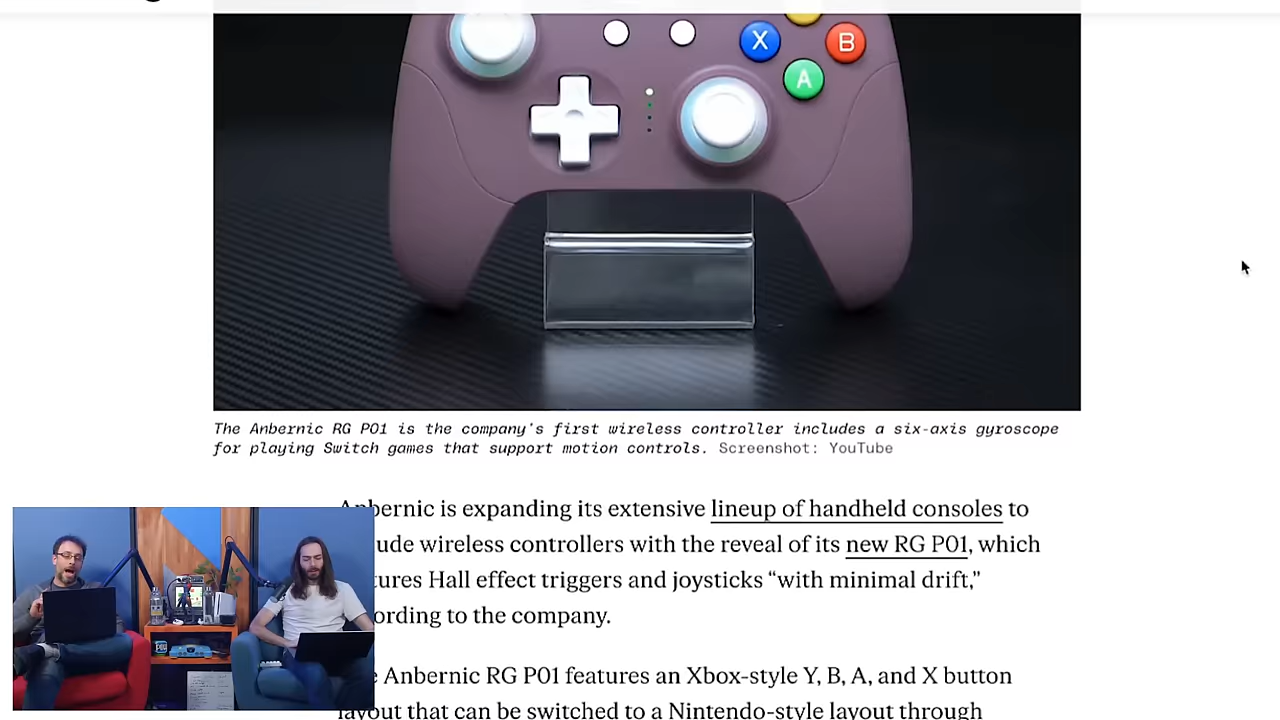 X
B
A
The Anbernic RG P01 is the company's first wireless controller includes a six-axis gyroscope
for playing Switch games that support motion controls. Screenshot: YouTube
Anbernic is expanding its extensive lineup of handheld consoles to
ude wireless controllers with the reveal of its new RG P01, which
tures Hall effect triggers and joysticks “with minimal drift,”
ording to the company.
e Anbernic RG P01 features an Xbox-style Y, B, A, and X button
layout that can be switched to a Nintendo-style layout through